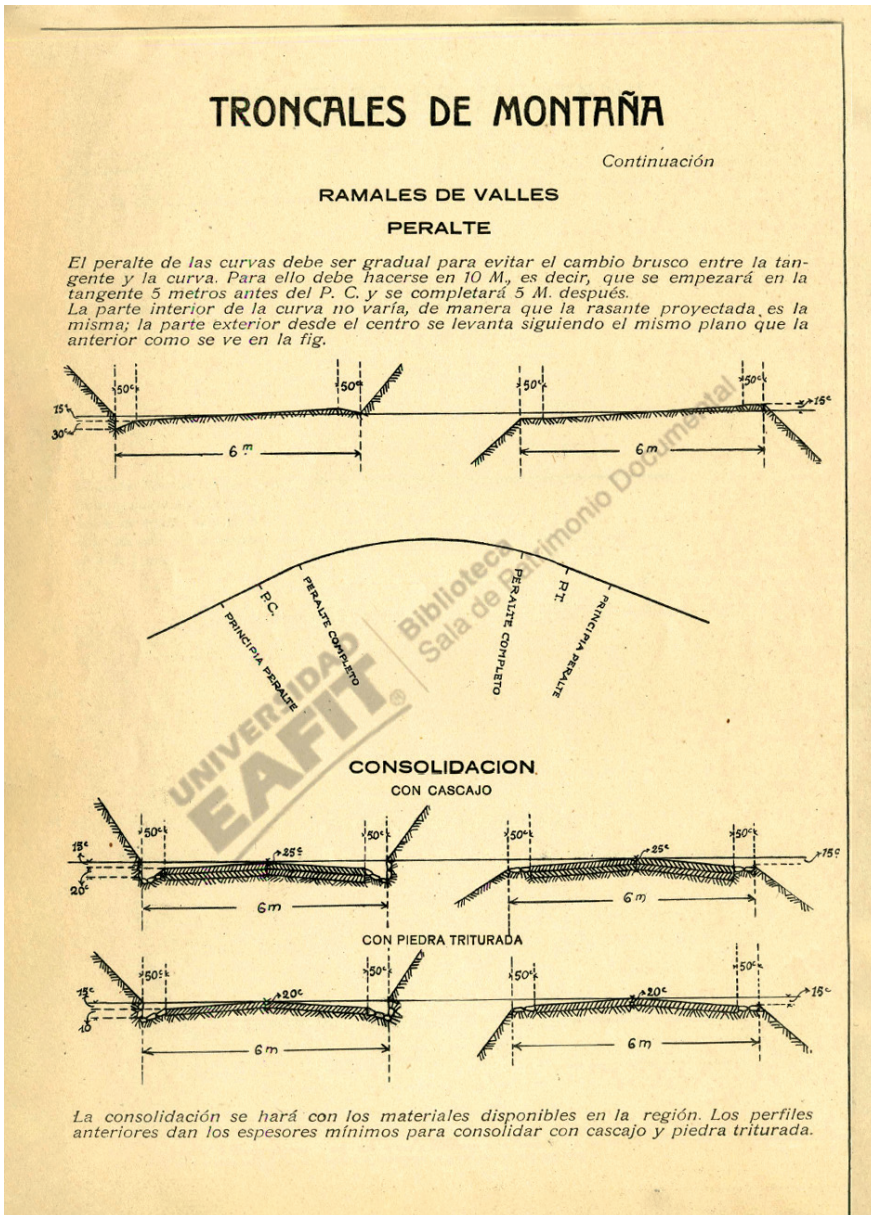 TRONCALES DE MONTAÑA
Continuación
RAMALES DE VALLES
PERALTE
El peralte de las curvas debe ser gradual para evitar el cambio brusco entre la tan-
gente y la curva. Para ello debe hacerse en 10 M., es decir, que se empezará en la
tangente 5 metros antes del P. C. y se completará 5 M. después.
La parte interior de la curva no varía, de manera que la rasante proyectada es la
misma; la parte exterior desde el centro se levanta siguiendo el mismo plano que la
anterior como se ve en la fig.
50c 50c 50c 50c
15c 15c
30c
6 m 6 m
PRINCIPIA PERALTE
P.C.
PERALTE COMPLETO
PERALTE COMPLETO
P.T.
PRINCIPIA PERALTE
UNIVERSIDAD
EAFIT®
Biblioteca
Sala de Patrimonio Documental
CONSOLIDACION
CON CASCAJO
50c 50c 50c 50c
15c 25c 25c 15c
20c
6 m 6 m
CON PIEDRA TRITURADA
50c 50c 50c 50c
15c 20c 20c 15c
10
6 m 6 m
La consolidación se hará con los materiales disponibles en la región. Los perfiles
anteriores dan los espesores mínimos para consolidar con cascajo y piedra triturada.